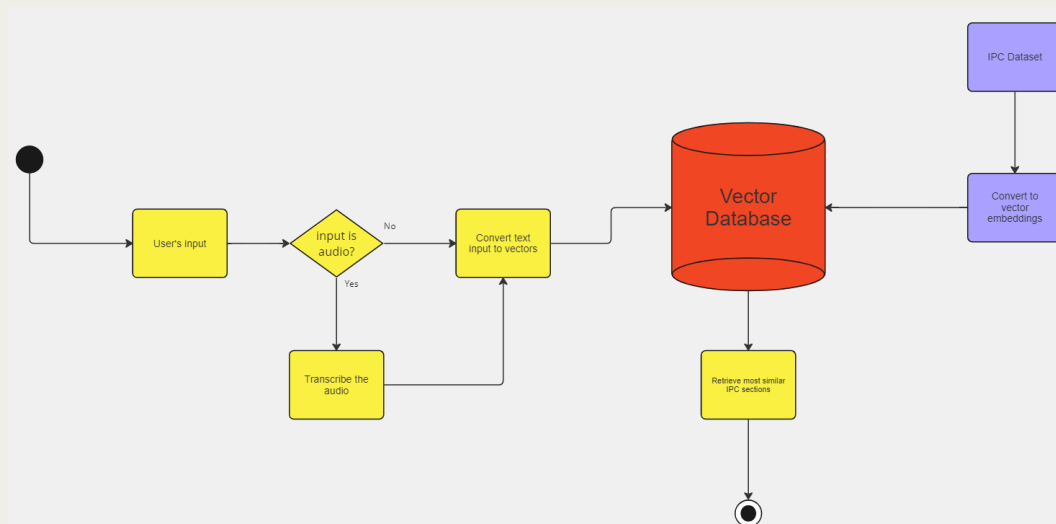 IPC Dataset
Vector
Database
Convert to
vector
embeddings
User's input
input is
audio?
No
Yes
Convert text
input to vectors
Transcribe the
audio
Retrieve most similar
IPC sections